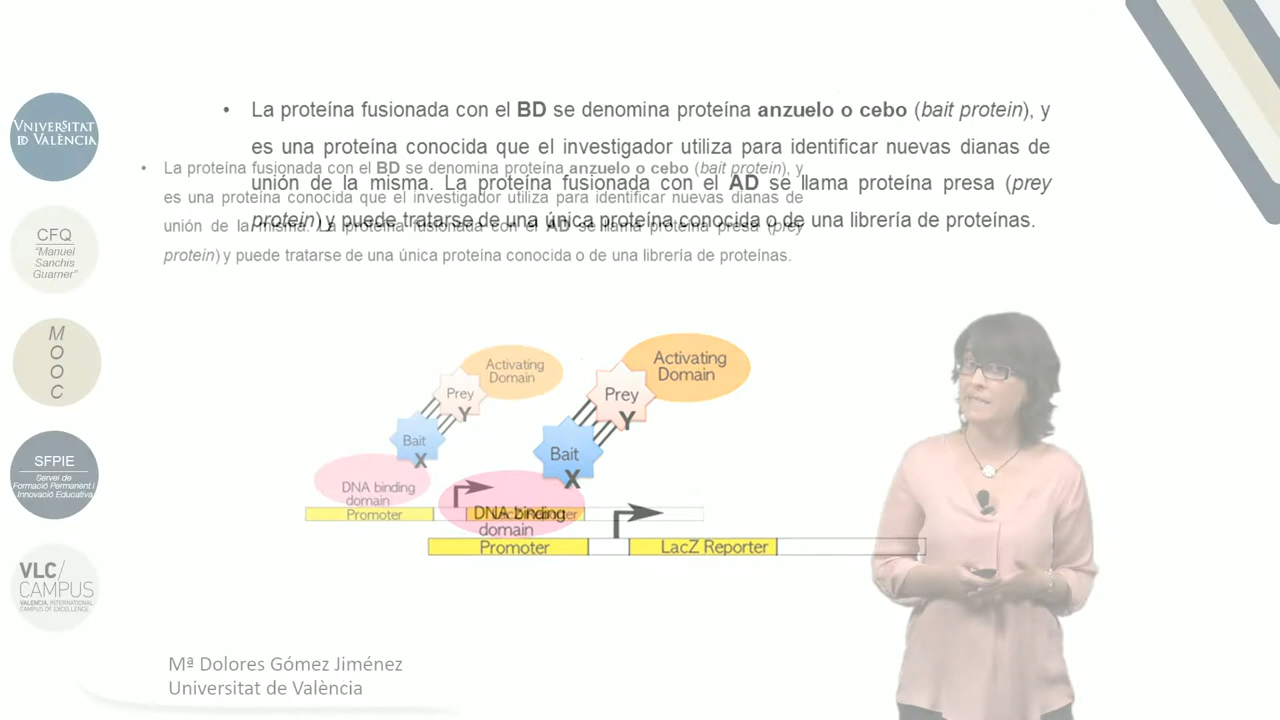 • La proteína fusionada con el BD se denomina proteína anzuelo o cebo (bait protein), y
es una proteína conocida que el investigador utiliza para identificar nuevas dianas de
unión de la misma. La proteína fusionada con el AD se llama proteína presa (prey
protein) y puede tratarse de una única proteína conocida o de una librería de proteínas.
• La proteína fusionada con el BD se denomina proteína anzuelo o cebo (bait protein), y
es una proteína conocida que el investigador utiliza para identificar nuevas dianas de
unión de la misma. La proteína fusionada con el AD se llama proteína presa (prey
protein) y puede tratarse de una única proteína conocida o de una librería de proteínas.
VNIVERSITAT
ID VALÈNCIA
CFQ
"Manuel
Sanchis
Guarner"
M
O
O
C
SFPIE
Servei de
Formació Permanent i
Innovació Educativa
VLC/
CAMPUS
VALENCIA, INTERNATIONAL
CAMPUS OF EXCELLENCE
Activating
Domain
Prey
Y
Bait
X
DNA binding
domain
Promoter
LacZ Reporter
Activating
Domain
Prey
Y
Bait
X
DNA binding
domain
Promoter
LacZ Reporter
Mª Dolores Gómez Jiménez
Universitat de València